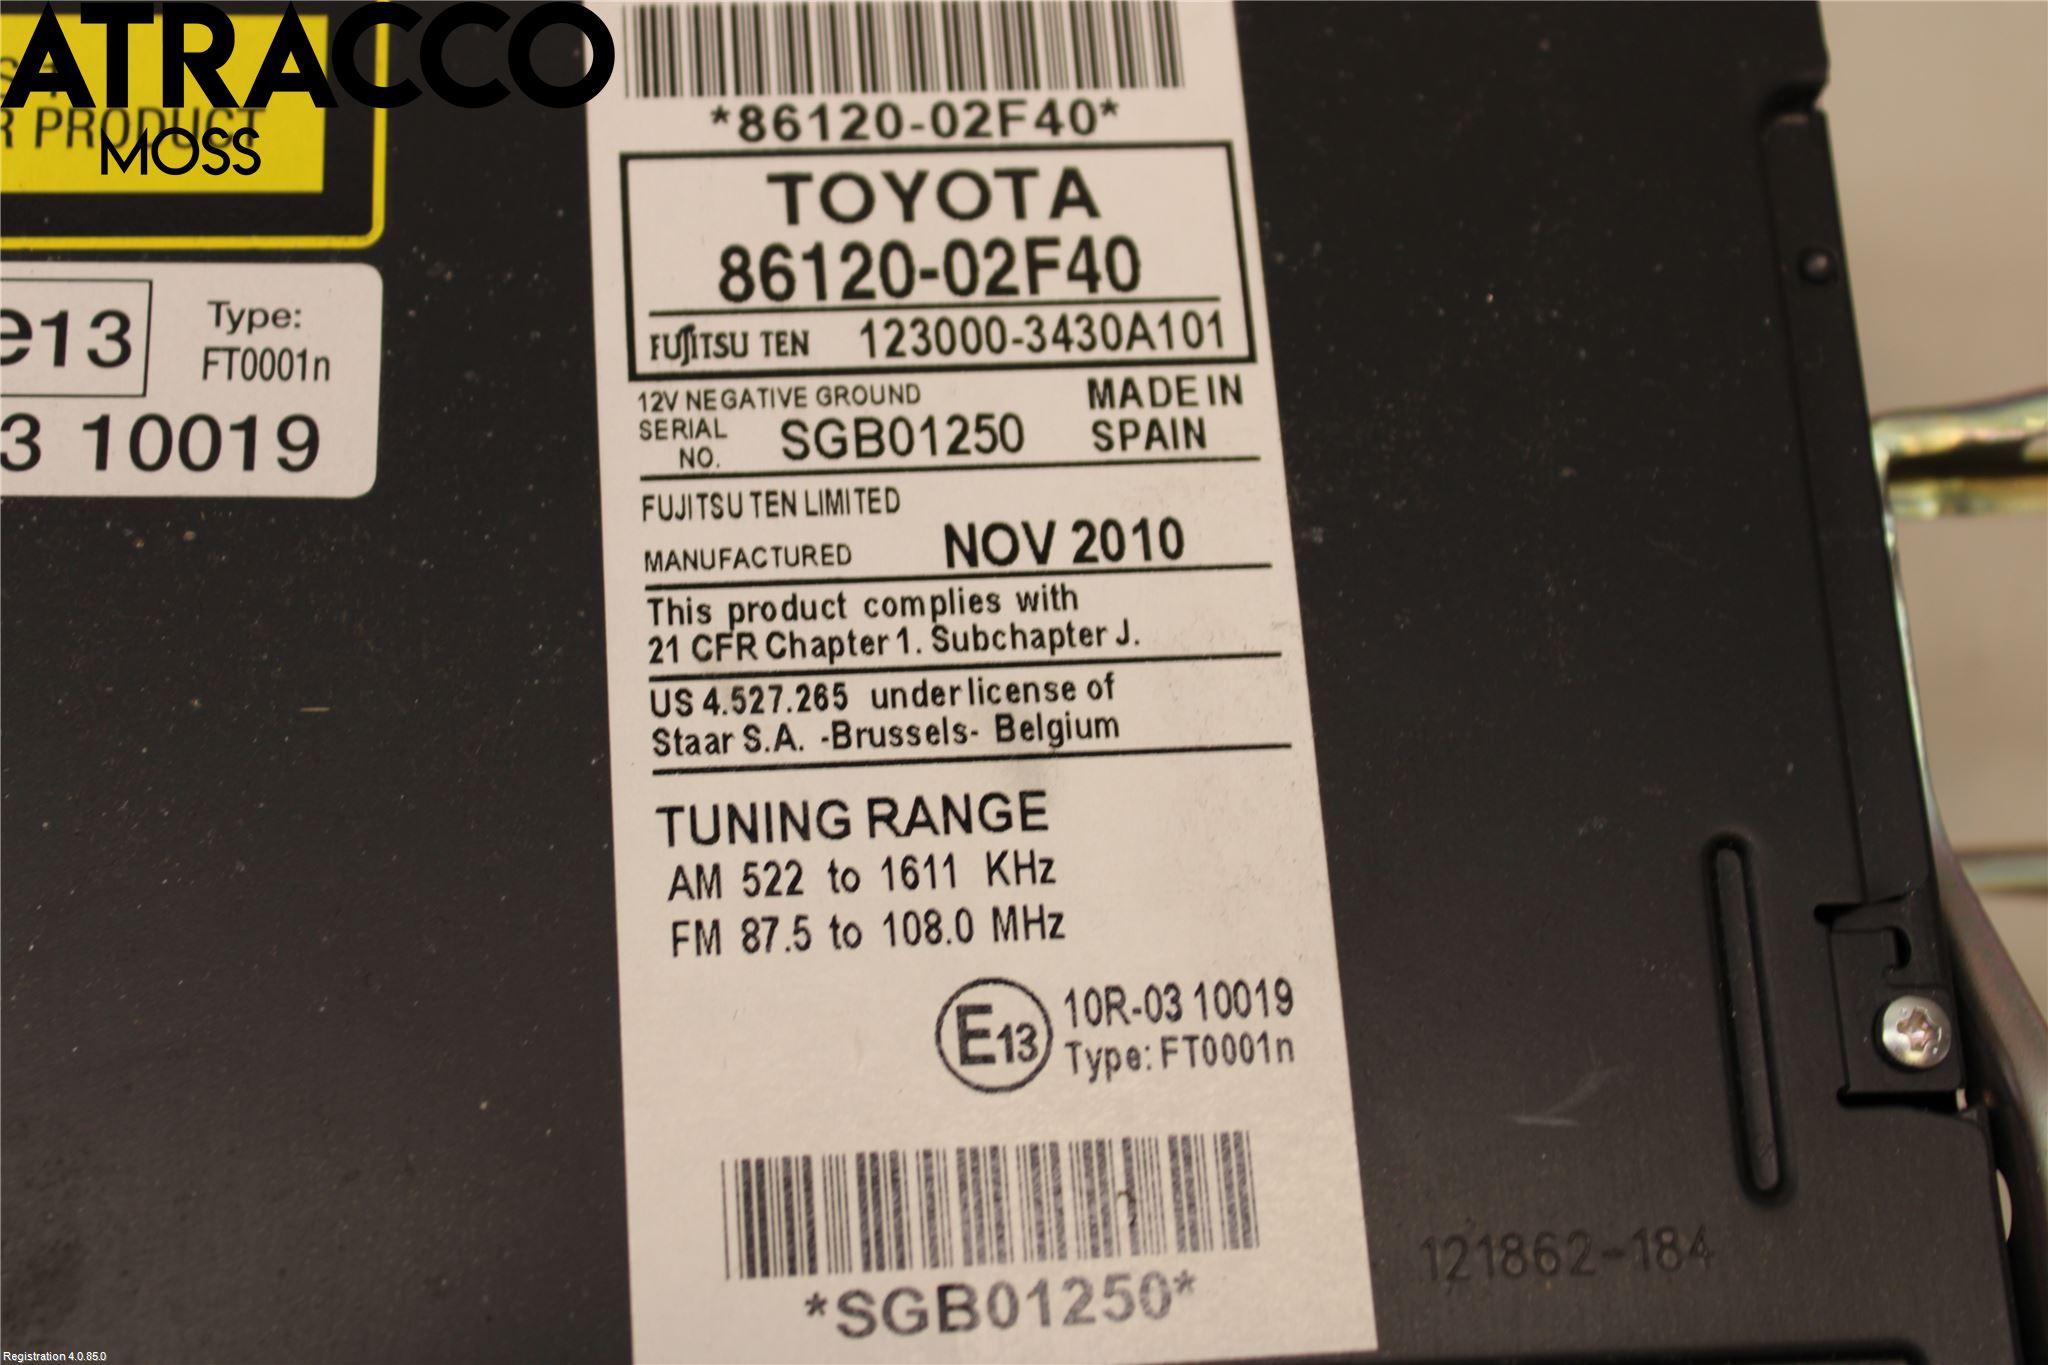 ATRACCO
MOSS
R PRODUCT
e13
Type:
FT0001n
3 10019
*86120-02F40*
TOYOTA
86120-02F40
FUJITSU TEN 123000-3430A101
12V NEGATIVE GROUND
MADE IN
SPAIN
SERIAL
NO.
SGB01250
FUJITSU TEN LIMITED
MANUFACTURED NOV 2010
This product complies with
21 CFR Chapter 1. Subchapter J.
US 4.527.265 under license of
Staar S.A. -Brussels- Belgium
TUNING RANGE
AM 522 to 1611 KHz
FM 87.5 to 108.0 MHz
E13
10R-03 10019
Type: FT0001n
*SGB01250*
121862-184
Registration 4.0.85.0